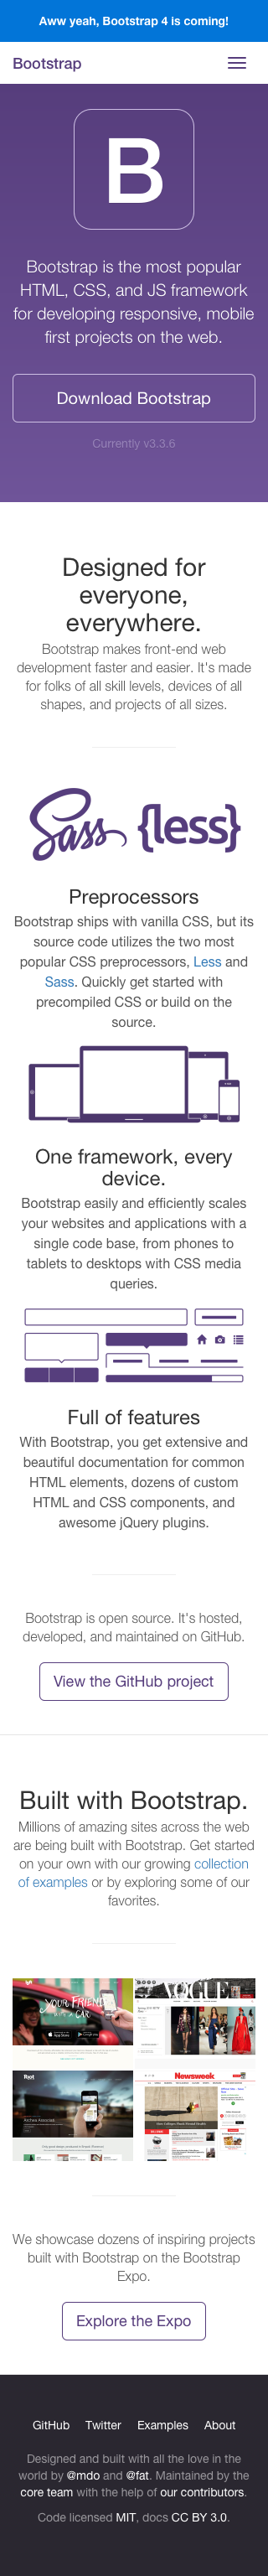 Aww yeah, Bootstrap 4 is coming!
Bootstrap
B
Bootstrap is the most popular
HTML, CSS, and JS framework
for developing responsive, mobile
first projects on the web.
Download Bootstrap
Currently v3.3.6
Designed for
everyone,
everywhere.
Bootstrap makes front-end web
development faster and easier. It's made
for folks of all skill levels, devices of all
shapes, and projects of all sizes.
Sass {less}
Preprocessors
Bootstrap ships with vanilla CSS, but its
source code utilizes the two most
popular CSS preprocessors, Less and
Sass. Quickly get started with
precompiled CSS or build on the
source.
One framework, every
device.
Bootstrap easily and efficiently scales
your websites and applications with a
single code base, from phones to
tablets to desktops with CSS media
queries.
Full of features
With Bootstrap, you get extensive and
beautiful documentation for common
HTML elements, dozens of custom
HTML and CSS components, and
awesome jQuery plugins.
Bootstrap is open source. It's hosted,
developed, and maintained on GitHub.
View the GitHub project
Built with Bootstrap.
Millions of amazing sites across the web
are being built with Bootstrap. Get started
on your own with our growing collection
of examples or by exploring some of our
favorites.
YOUR FRIEND
CAR
VOGUE
Newsweek
We showcase dozens of inspiring projects
built with Bootstrap on the Bootstrap
Expo.
Explore the Expo
GitHub Twitter Examples About
Designed and built with all the love in the
world by @mdo and @fat. Maintained by the
core team with the help of our contributors.
Code licensed MIT, docs CC BY 3.0.